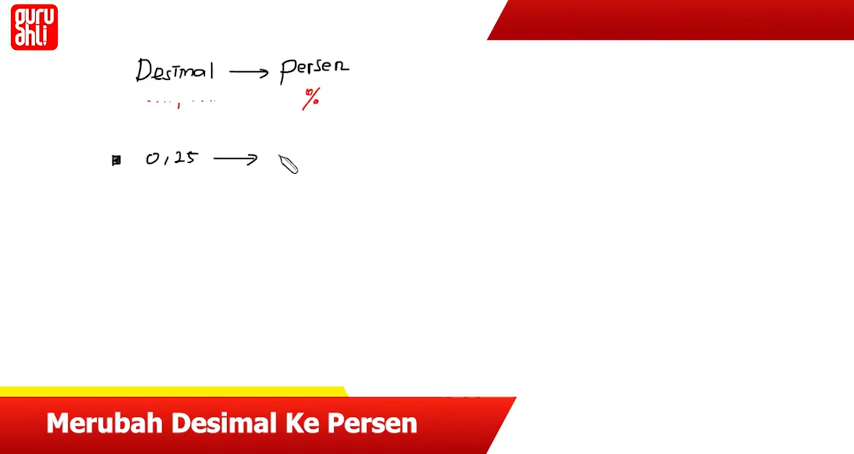 guru
ahli
Desimal → Persen
...., .... %
0,25 →
Merubah Desimal Ke Persen